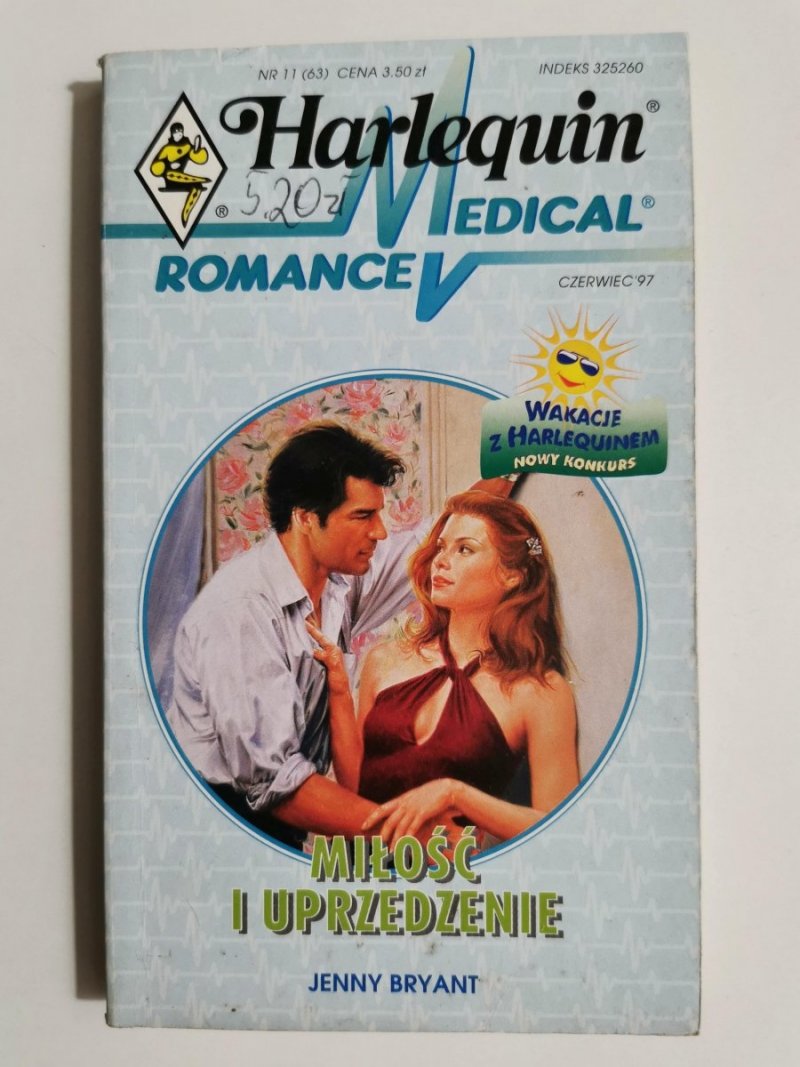 NR 11 (63) CENA 3.50 zł INDEKS 325260
Harlequin®
®
5.20 zł
MEDICAL®
ROMANCE
CZERWIEC '97
WAKACJE
Z HARLEQUINEM
NOWY KONKURS
MIŁOŚĆ
I UPRZEDZENIE
JENNY BRYANT